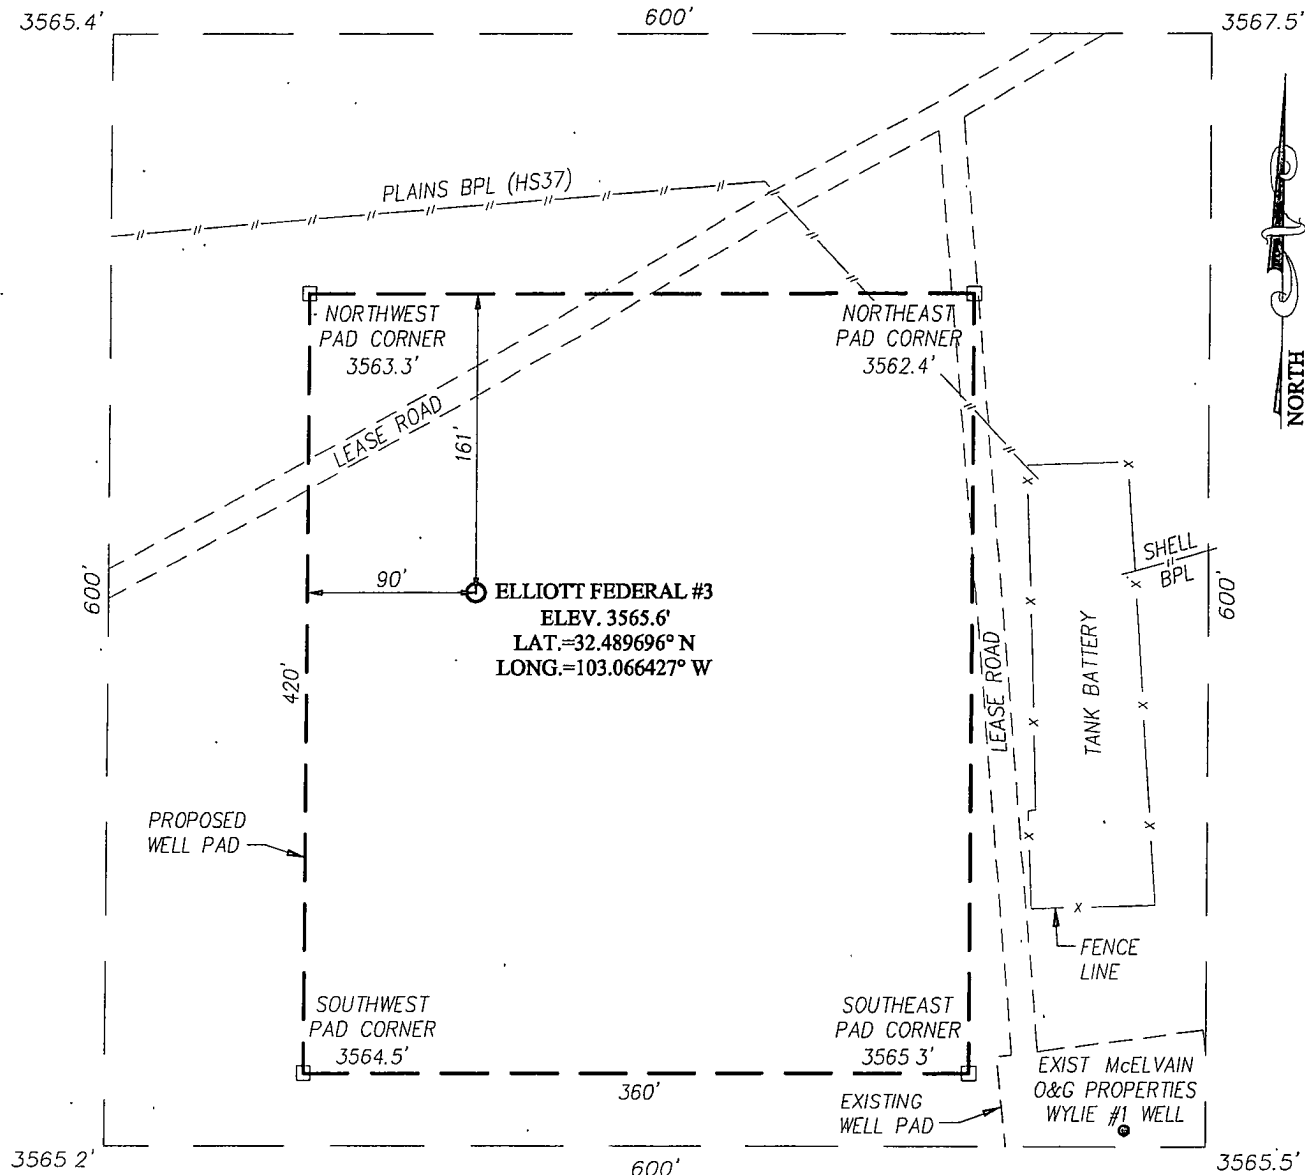 3565.4'
600'
3567.5'
PLAINS BPL (HS37)
NORTHWEST
PAD CORNER
3563.3'
NORTHEAST
PAD CORNER
3562.4'
NORTH
LEASE ROAD
161'
90'
ELLIOTT FEDERAL #3
ELEV. 3565.6'
LAT.=32.489696° N
LONG.=103.066427° W
600'
420'
SHELL
BPL
600'
LEASE ROAD
TANK BATTERY
PROPOSED
WELL PAD
FENCE
LINE
SOUTHWEST
PAD CORNER
3564.5'
SOUTHEAST
PAD CORNER
3565 3'
360'
EXISTING
WELL PAD
EXIST McELVAIN
O&G PROPERTIES
WYLIE #1 WELL
3565 2'
600'
3565.5'